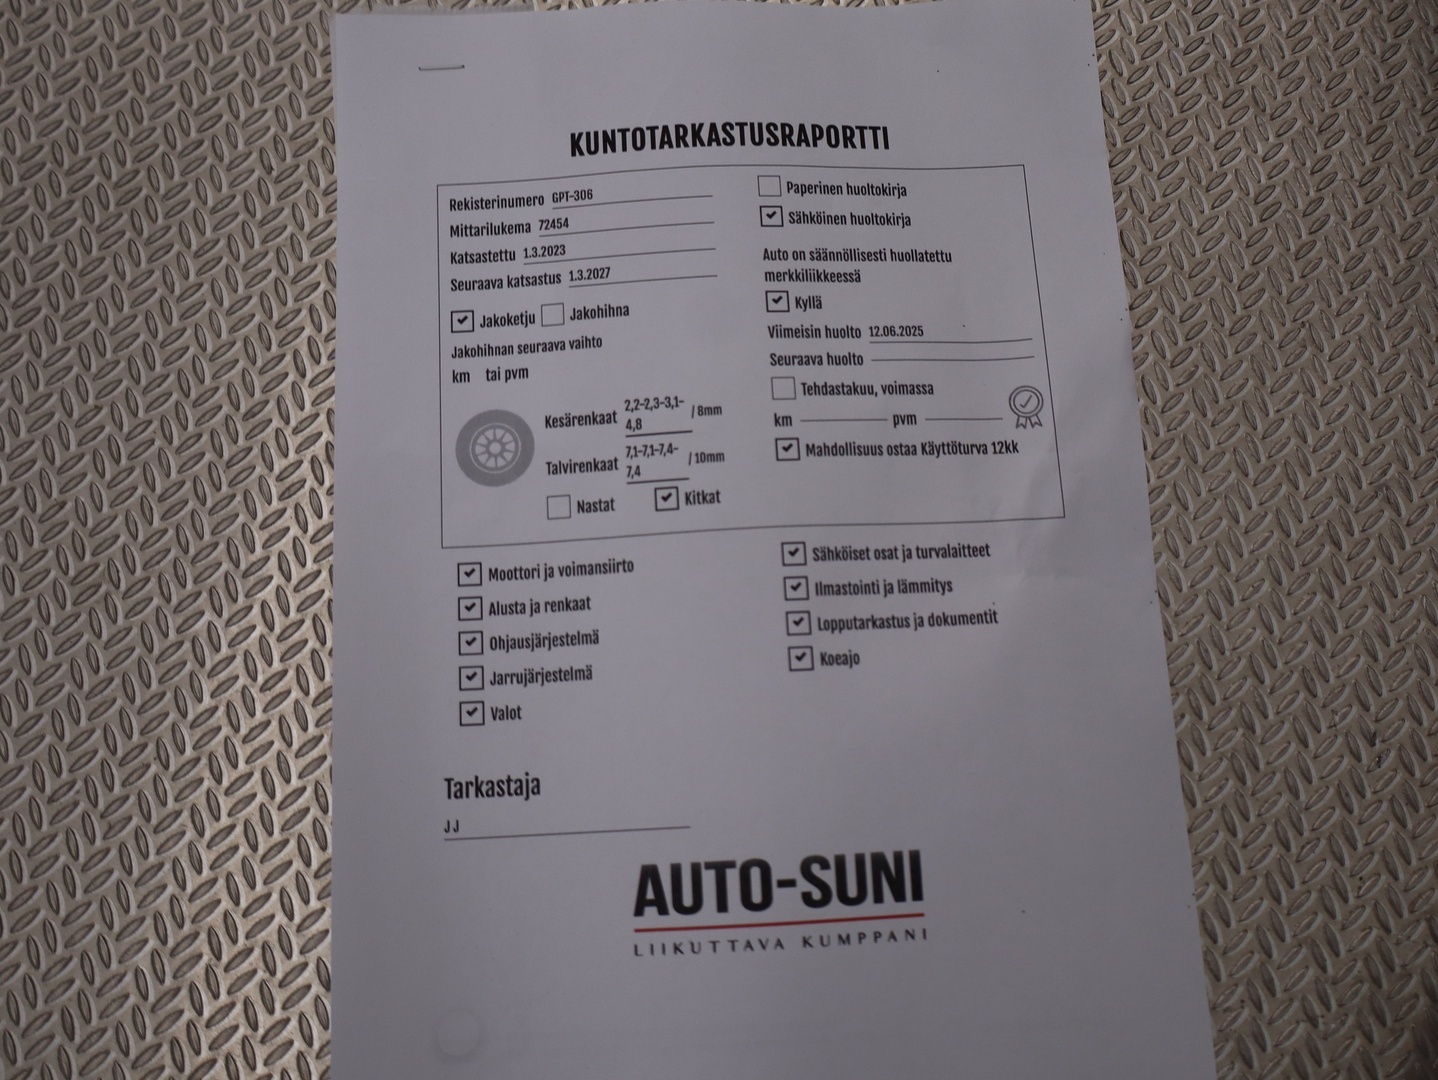 KUNTOTARKASTUSRAPORTTI
Rekisterinumero GPT-306
Mittarilukema 72454
Katsastettu 1.3.2023
Seuraava katsastus 1.3.2027
Jakoketju Jakohihna
Jakohihnan seuraava vaihto
km tai pvm
Kesärenkaat 2,2-2,3-3,1-
4,8 / 8mm
Talvirenkaat 7,1-7,1-7,4-
7,4 / 10mm
Nastat Kitkat
Paperinen huoltokirja
Sähköinen huoltokirja
Auto on säännöllisesti huollatettu
merkkiliikkeessä
Kyllä
Viimeisin huolto 12.06.2025
Seuraava huolto
Tehdastakuu, voimassa
km pvm
Mahdollisuus ostaa Käyttöturva 12kk
Moottori ja voimansiirto
Alusta ja renkaat
Ohjausjärjestelmä
Jarrujärjestelmä
Valot
Sähköiset osat ja turvalaitteet
Ilmastointi ja lämmitys
Lopputarkastus ja dokumentit
Koeajo
Tarkastaja
JJ
AUTO-SUNI
LIIKUTTAVA KUMPPANI